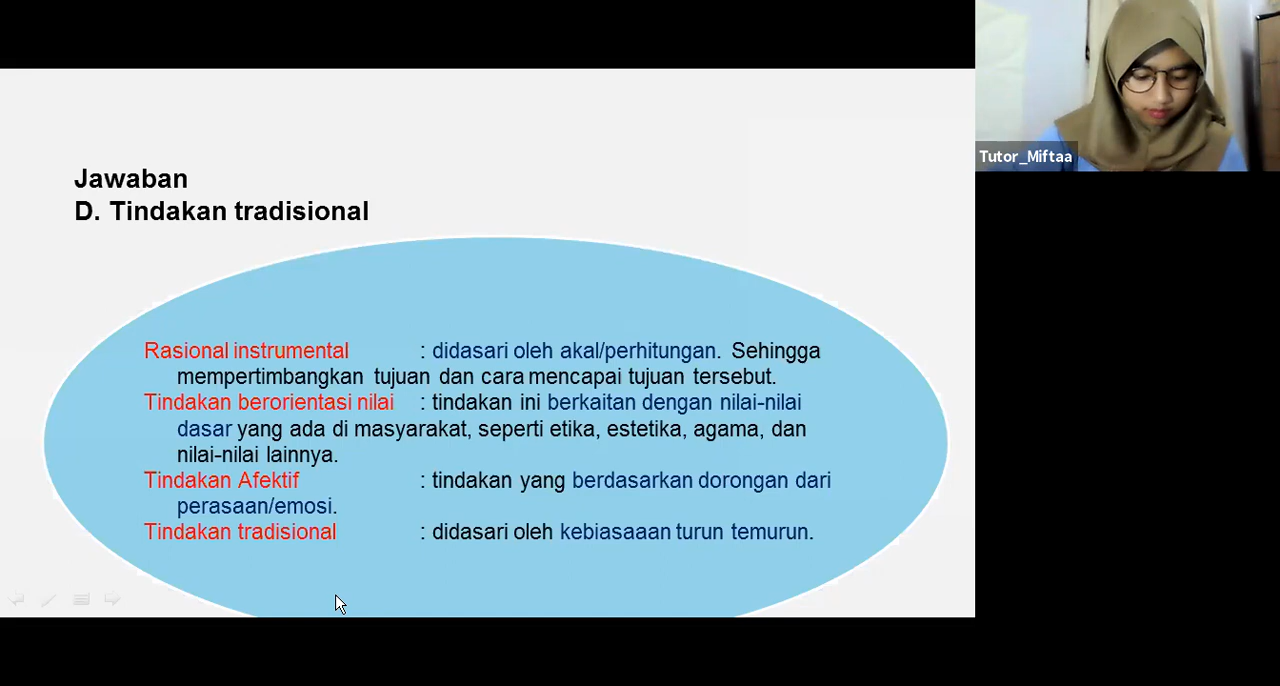 Jawaban
D. Tindakan tradisional
Rasional instrumental : didasari oleh akal/perhitungan. Sehingga
mempertimbangkan tujuan dan cara mencapai tujuan tersebut.
Tindakan berorientasi nilai : tindakan ini berkaitan dengan nilai-nilai
dasar yang ada di masyarakat, seperti etika, estetika, agama, dan
nilai-nilai lainnya.
Tindakan Afektif : tindakan yang berdasarkan dorongan dari
perasaan/emosi.
Tindakan tradisional : didasari oleh kebiasaaan turun temurun.
Tutor_Miftaa